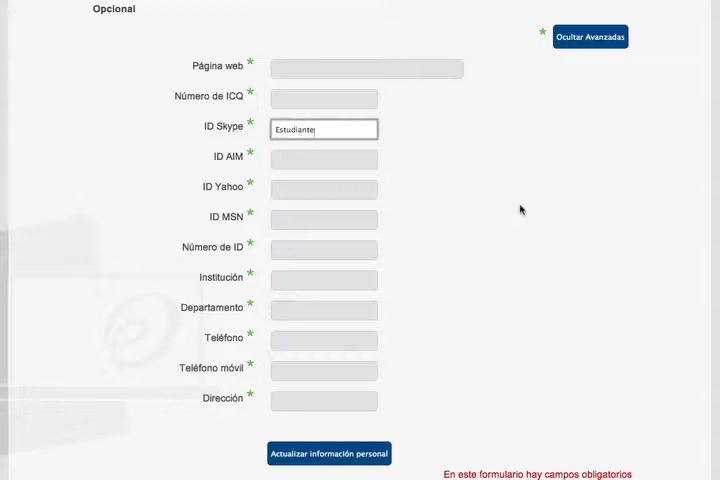 Opcional
* Ocultar Avanzadas
Página web *
Número de ICQ *
ID Skype * Estudiante
ID AIM *
ID Yahoo *
ID MSN *
Número de ID *
Institución *
Departamento *
Teléfono *
Teléfono móvil *
Dirección *
Actualizar información personal
En este formulario hay campos obligatorios